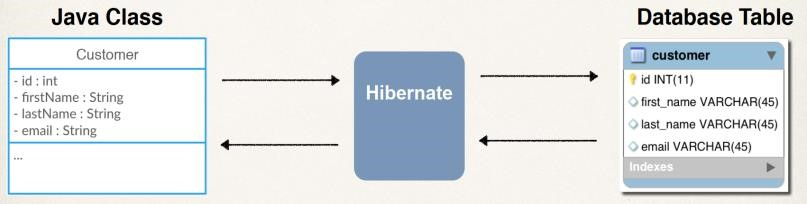 Java Class
Customer
- id : int
- firstName : String
- lastName : String
- email : String
...
Hibernate
Database Table
customer
id INT(11)
first_name VARCHAR(45)
last_name VARCHAR(45)
email VARCHAR(45)
Indexes